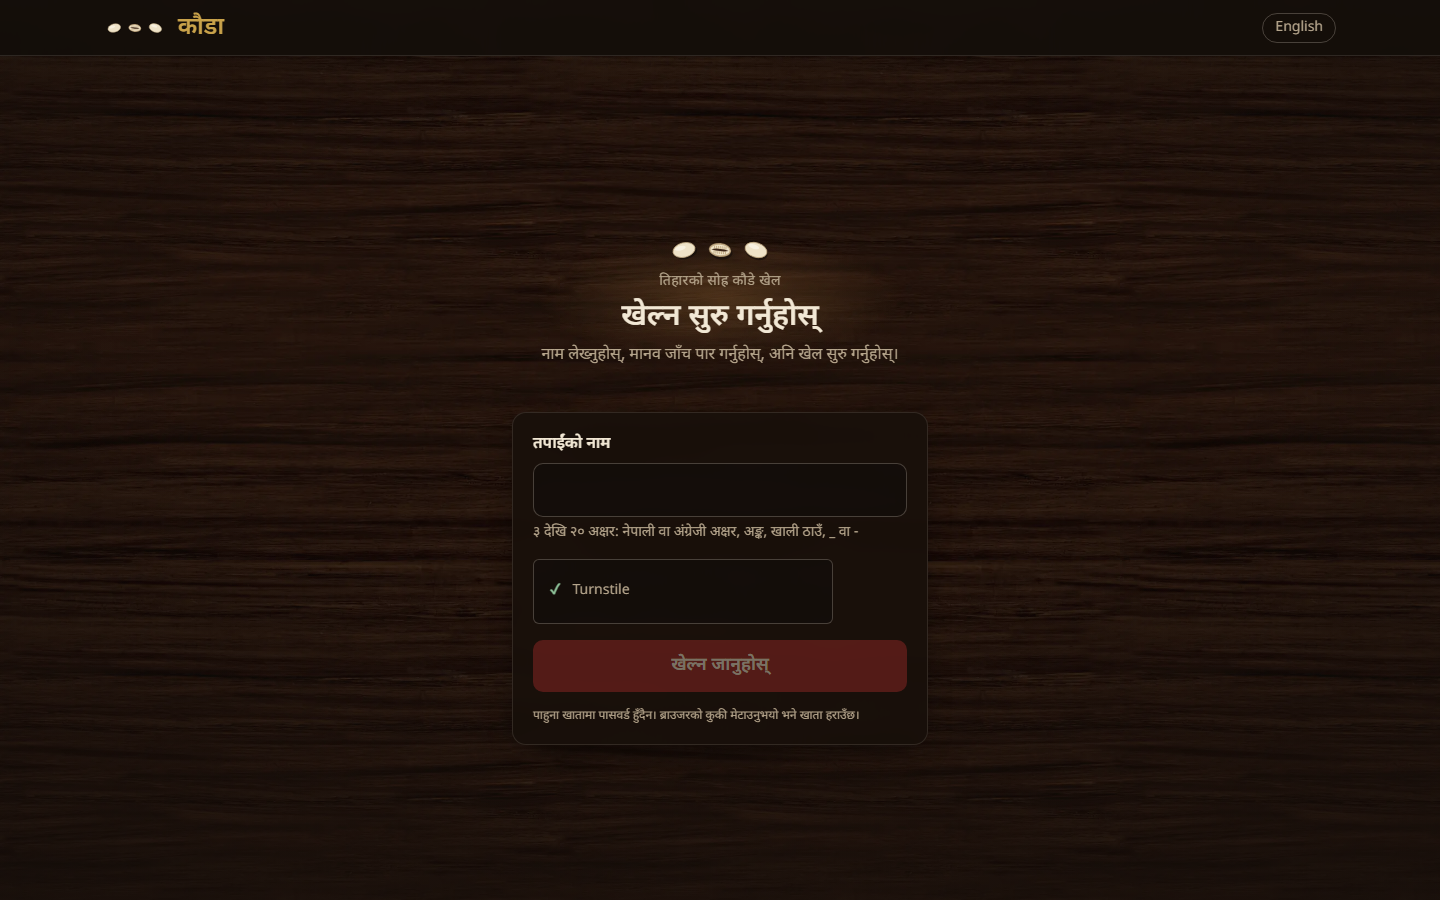 कौडा
English
तिहारको सोह्र कौडे खेल
खेल्न सुरु गर्नुहोस्
नाम लेख्नुहोस्, मानव जाँच पार गर्नुहोस्, अनि खेल सुरु गर्नुहोस्।
तपाईंको नाम
३ देखि २० अक्षर: नेपाली वा अंग्रेजी अक्षर, अङ्क, खाली ठाउँ, _ वा -
✓ Turnstile
खेल्न जानुहोस्
पाहुना खातामा पासवर्ड हुँदैन। ब्राउजरको कुकी मेटाउनुभयो भने खाता हराउँछ।